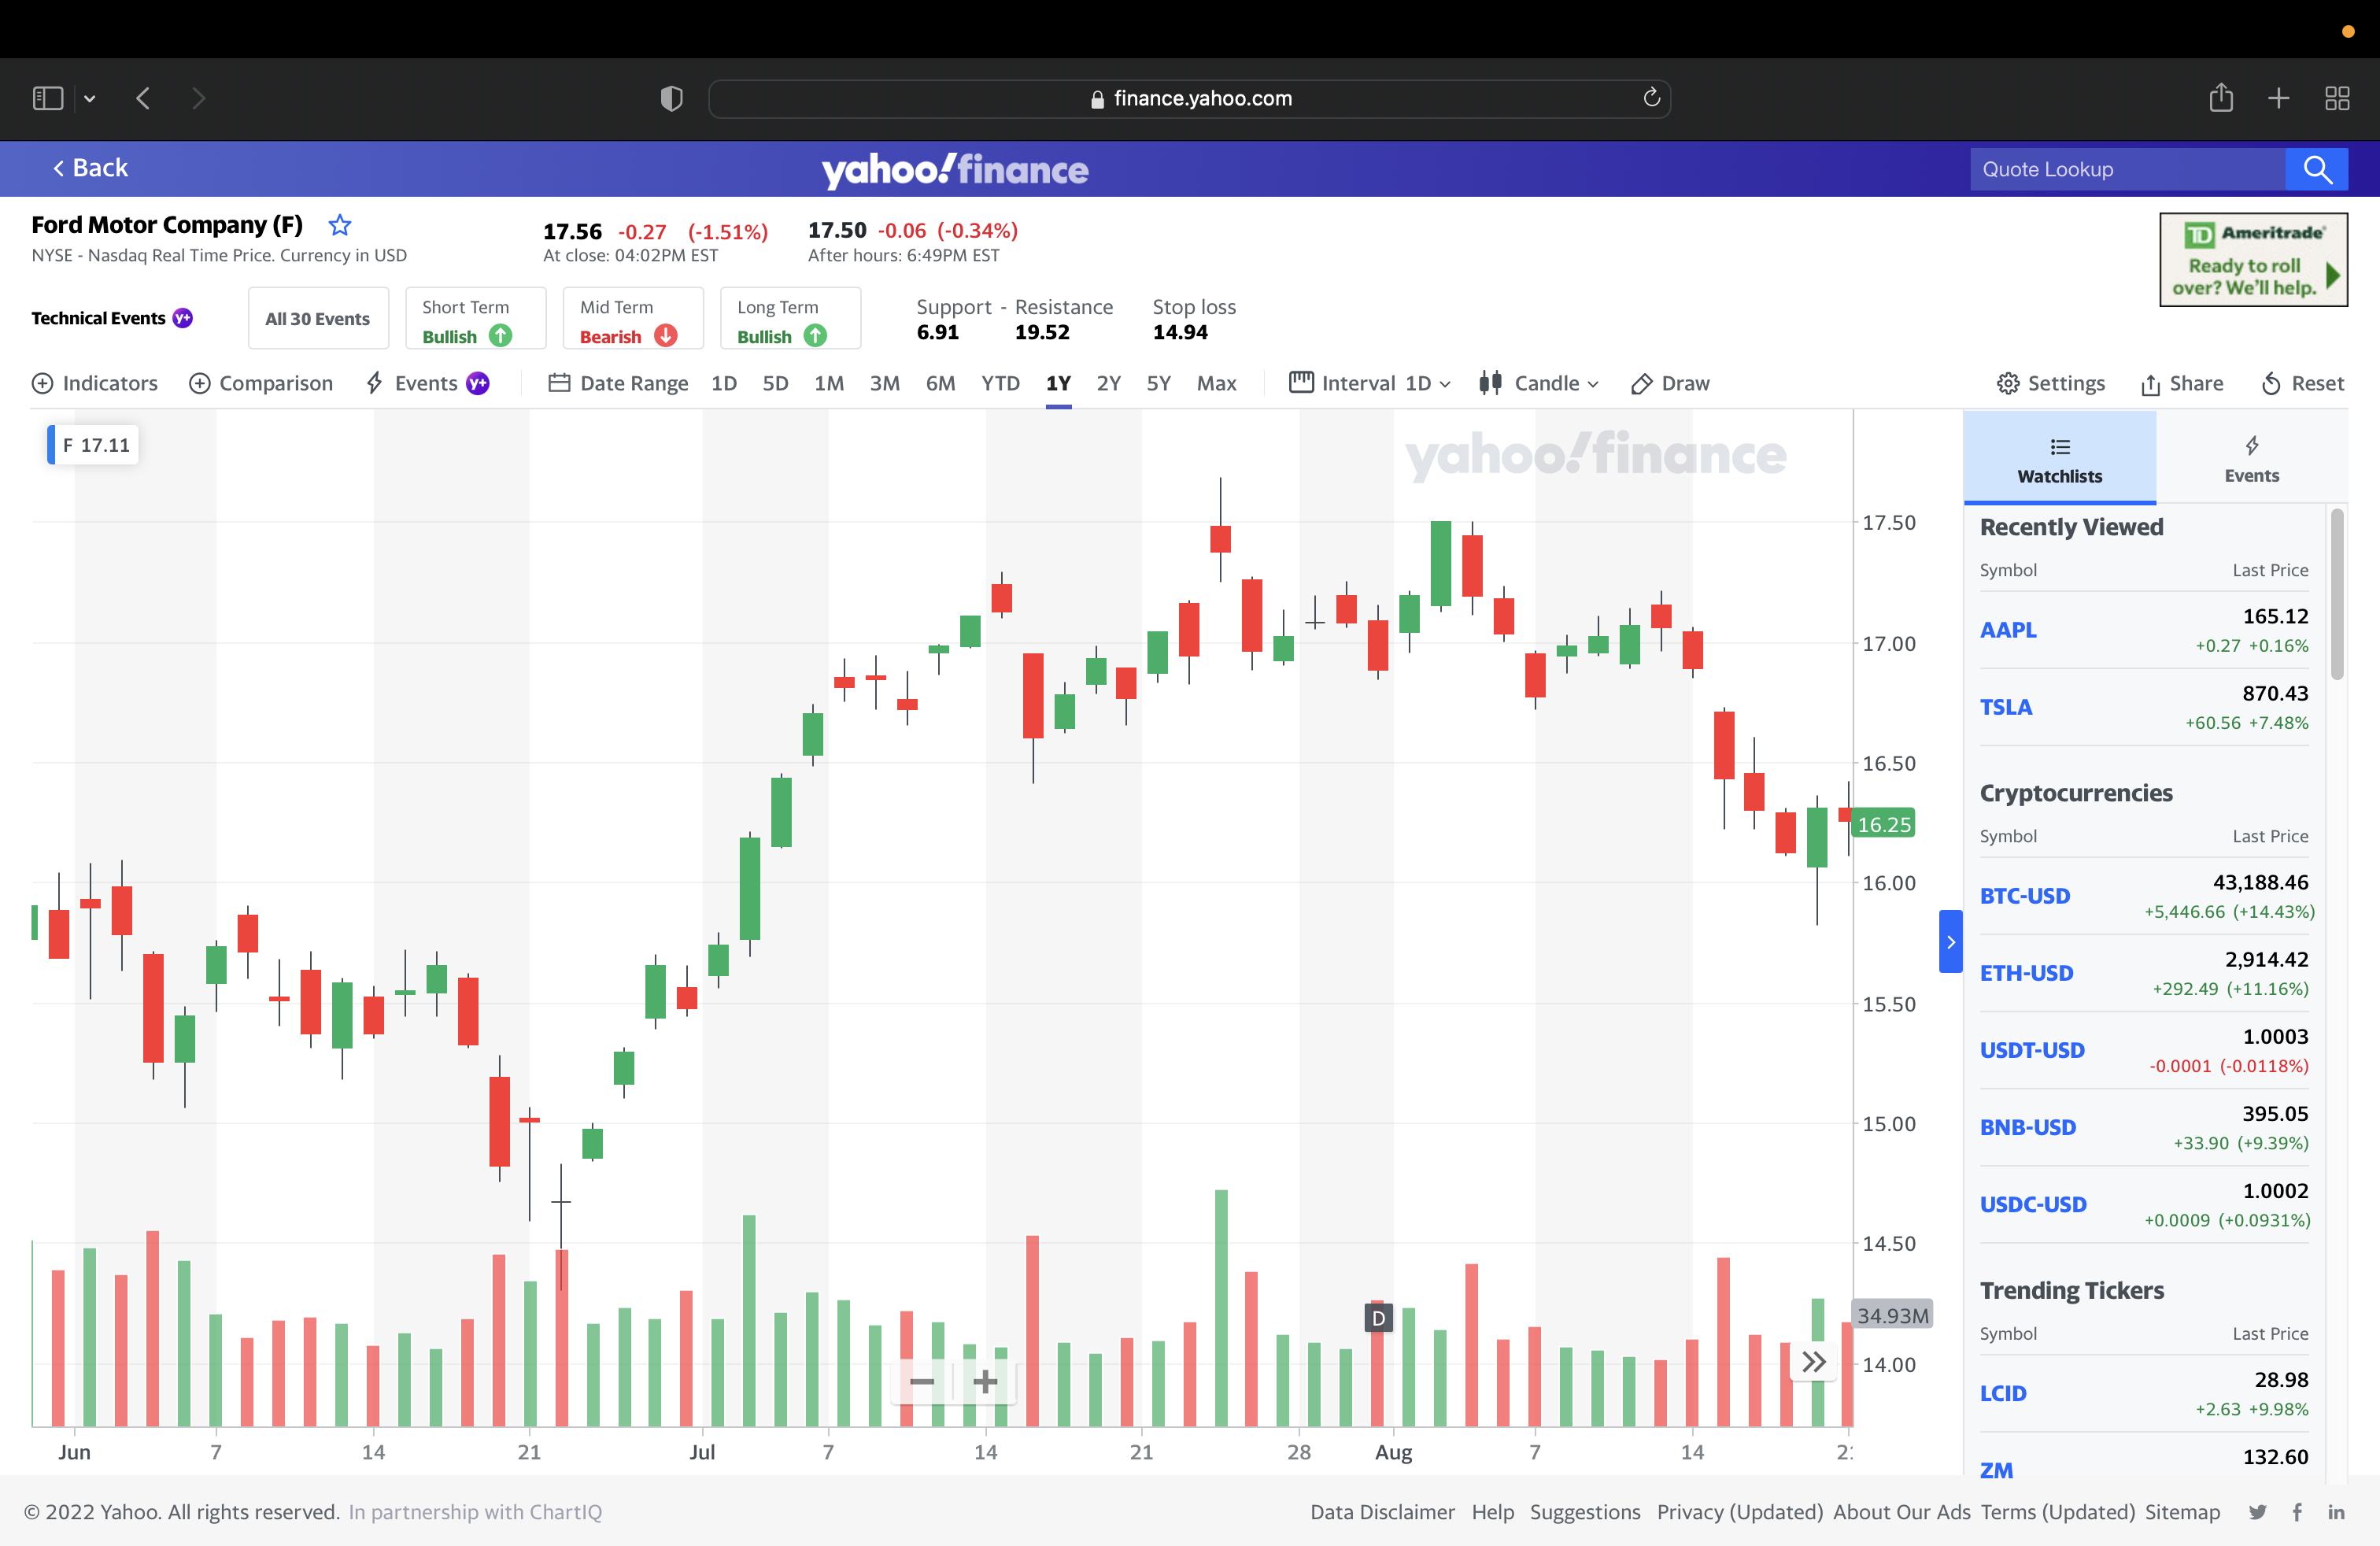 finance.yahoo.com
Back
yahoo!finance
Quote Lookup
Ford Motor Company (F)
17.56 -0.27 (-1.51%)
17.50 -0.06 (-0.34%)
NYSE - Nasdaq Real Time Price. Currency in USD
At close: 04:02PM EST
After hours: 6:49PM EST
TD Ameritrade
Ready to roll
over? We'll help.
Technical Events y+
All 30 Events
Short Term
Bullish
Mid Term
Bearish
Long Term
Bullish
Support - Resistance
6.91 19.52
Stop loss
14.94
Indicators Comparison Events y+ Date Range 1D 5D 1M 3M 6M YTD 1Y 2Y 5Y Max Interval 1D Candle Draw Settings Share Reset
F 17.11
yahoo!finance
17.50
17.00
16.50
16.25
16.00
15.50
15.00
14.50
34.93M
14.00
D
Jun 7 14 21 Jul 7 14 21 28 Aug 7 14
Watchlists
Events
Recently Viewed
Symbol Last Price
AAPL 165.12
+0.27 +0.16%
TSLA 870.43
+60.56 +7.48%
Cryptocurrencies
Symbol Last Price
BTC-USD 43,188.46
+5,446.66 (+14.43%)
ETH-USD 2,914.42
+292.49 (+11.16%)
USDT-USD 1.0003
-0.0001 (-0.0118%)
BNB-USD 395.05
+33.90 (+9.39%)
USDC-USD 1.0002
+0.0009 (+0.0931%)
Trending Tickers
Symbol Last Price
LCID 28.98
+2.63 +9.98%
ZM 132.60
© 2022 Yahoo. All rights reserved. In partnership with ChartIQ
Data Disclaimer Help Suggestions Privacy (Updated) About Our Ads Terms (Updated) Sitemap